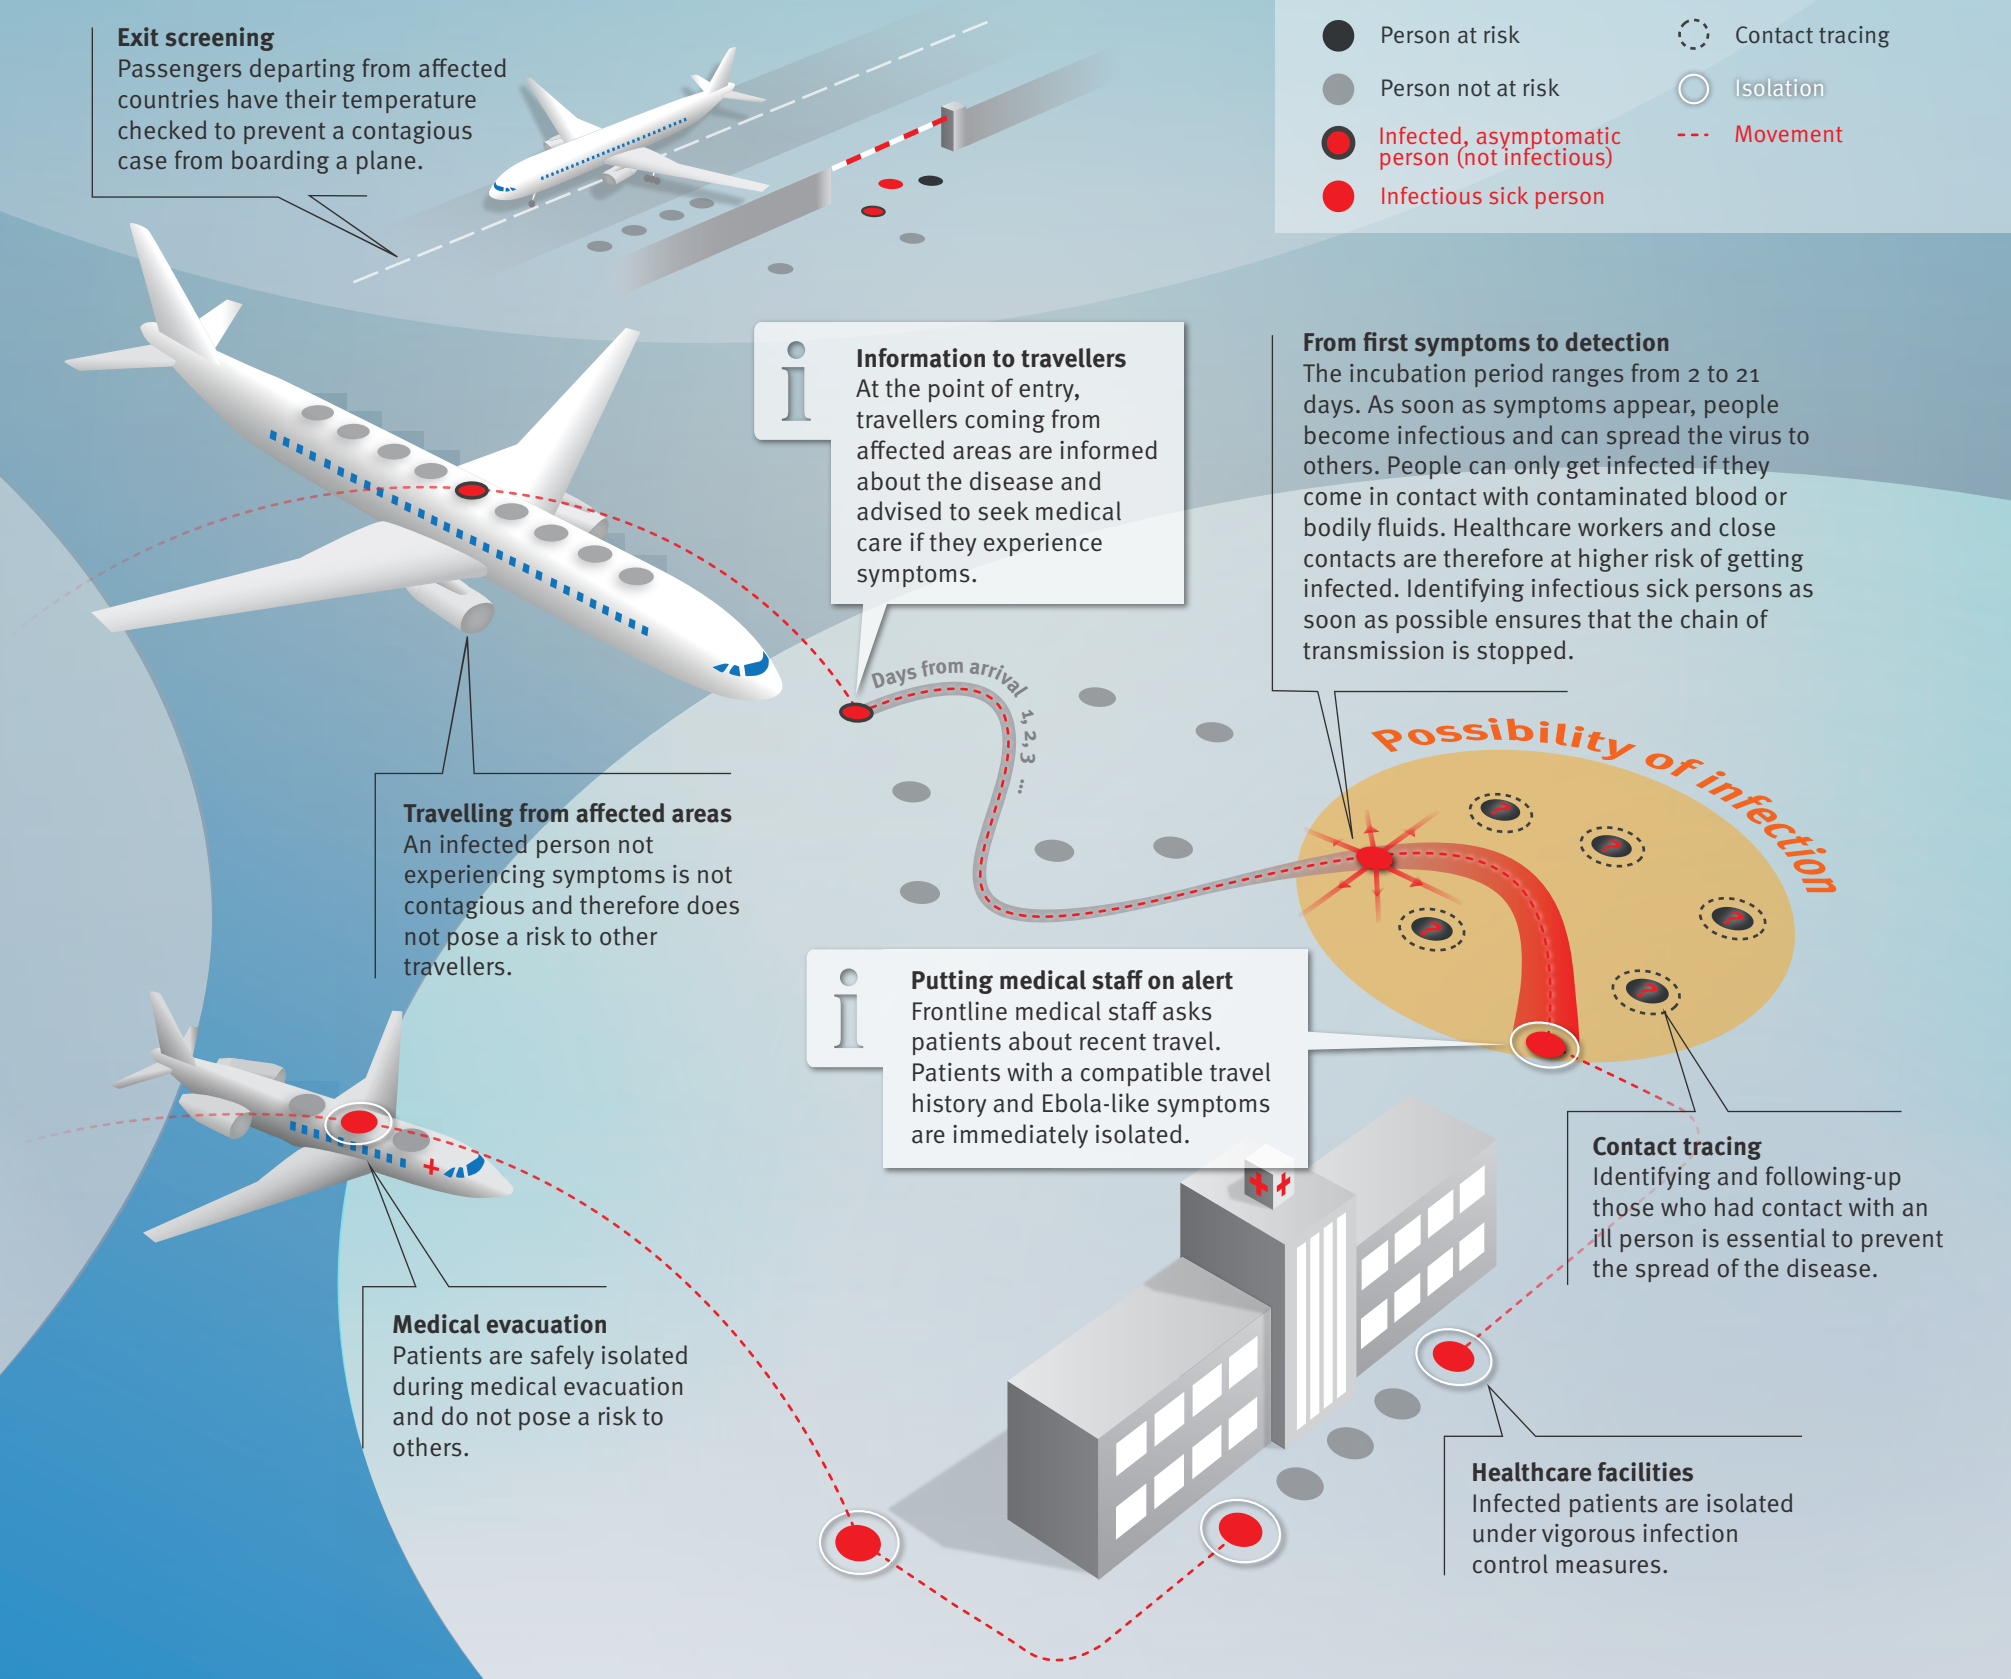 Exit screening
Passengers departing from affected
countries have their temperature
checked to prevent a contagious
case from boarding a plane.
Person at risk
Person not at risk
Infected, asymptomatic
person (not infectious)
Infectious sick person
Contact tracing
Isolation
Movement
Information to travellers
At the point of entry,
travellers coming from
affected areas are informed
about the disease and
advised to seek medical
care if they experience
symptoms.
From first symptoms to detection
The incubation period ranges from 2 to 21
days. As soon as symptoms appear, people
become infectious and can spread the virus to
others. People can only get infected if they
come in contact with contaminated blood or
bodily fluids. Healthcare workers and close
contacts are therefore at higher risk of getting
infected. Identifying infectious sick persons as
soon as possible ensures that the chain of
transmission is stopped.
Days from arrival 1, 2, 3 ...
Possibility of infection
?
?
?
?
?
Travelling from affected areas
An infected person not
experiencing symptoms is not
contagious and therefore does
not pose a risk to other
travellers.
Putting medical staff on alert
Frontline medical staff asks
patients about recent travel.
Patients with a compatible travel
history and Ebola-like symptoms
are immediately isolated.
Contact tracing
Identifying and following-up
those who had contact with an
ill person is essential to prevent
the spread of the disease.
Medical evacuation
Patients are safely isolated
during medical evacuation
and do not pose a risk to
others.
Healthcare facilities
Infected patients are isolated
under vigorous infection
control measures.